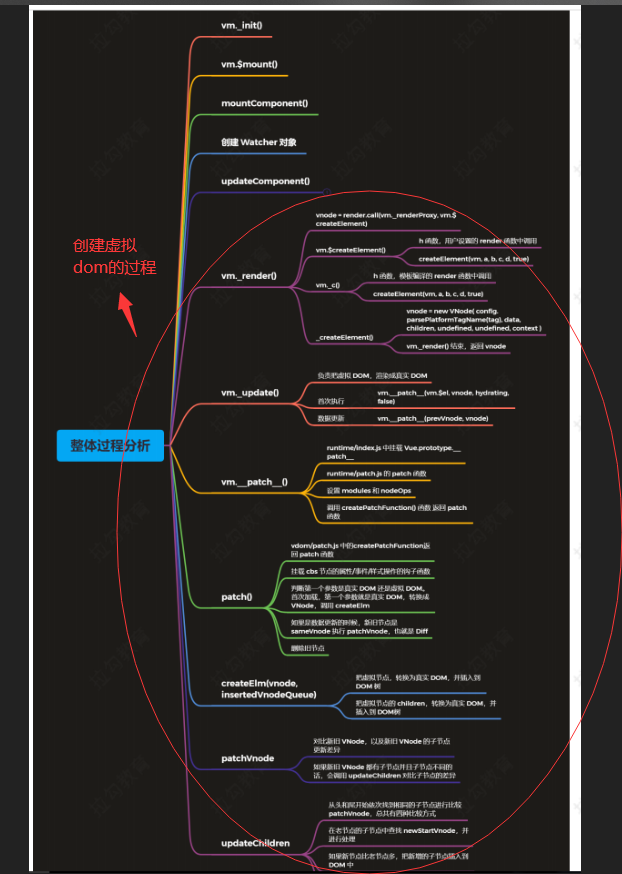 vm._init()
vm.$mount()
mountComponent()
创建 Watcher 对象
updateComponent()
创建虚拟
dom的过程
vm._render()
vnode = render.call(vm._renderProxy, vm.$
createElement)
vm.$createElement()
h 函数，用户设置的 render 函数中调用
createElement(vm, a, b, c, d, true)
vm._c()
h 函数，模板编译的 render 函数中调用
createElement(vm, a, b, c, d, true)
_createElement()
vnode = new VNode( config.
parsePlatformTagName(tag), data,
children, undefined, undefined, context )
vm._render() 结束，返回 vnode
vm._update()
负责把虚拟 DOM，渲染成真实 DOM
首次执行
vm.__patch__(vm.$el, vnode, hydrating,
false)
数据更新
vm.__patch__(prevVnode, vnode)
整体过程分析
vm.__patch__()
runtime/index.js 中挂载 Vue.prototype.__
patch__
runtime/patch.js 的 patch 函数
设置 modules 和 nodeOps
调用 createPatchFunction() 函数 返回 patch
函数
patch()
vdom/patch.js 中的createPatchFunction返
回 patch 函数
挂载 cbs 节点的属性/事件/样式操作的钩子函数
判断第一个参数是真实 DOM 还是虚拟 DOM。
首次加载，第一个参数就是真实 DOM，转换成
VNode，调用 createElm
如果是数据更新的时候，新旧节点是
sameVnode 执行 patchVnode，也就是 Diff
删除旧节点
createElm(vnode,
insertedVnodeQueue)
把虚拟节点，转换为真实 DOM，并插入到
DOM 树
把虚拟节点的 children，转换为真实 DOM，并
插入到 DOM树
patchVnode
对比新旧 VNode，以及新旧 VNode 的子节点
更新差异
如果新旧 VNode 都有子节点并且子节点不同的
话，会调用 updateChildren 对比子节点的差异
updateChildren
从头和尾开始依次找到相同的子节点进行比较
patchVnode，总共有四种比较方式
在老节点的子节点中查找 newStartVnode，并
进行处理
如果新节点比老节点多，把新增的子节点插入到
DOM 中